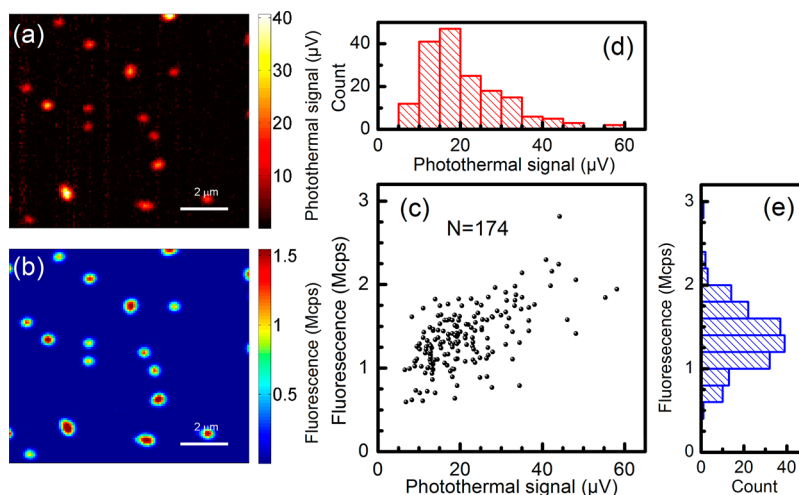 (a)
2 μm
40
30
20
10
0
Photothermal signal (μV)
(b)
2 μm
1.5
1
0.5
Fluorescence (Mcps)
(d)
40
20
0
Count
0 20 40 60
Photothermal signal (μV)
(c)
N=174
3
2
1
0
Fluoresecence (Mcps)
0 20 40 60
Photothermal signal (μV)
(e)
3
2
1
0
Fluoresecence (Mcps)
0 20 40
Count